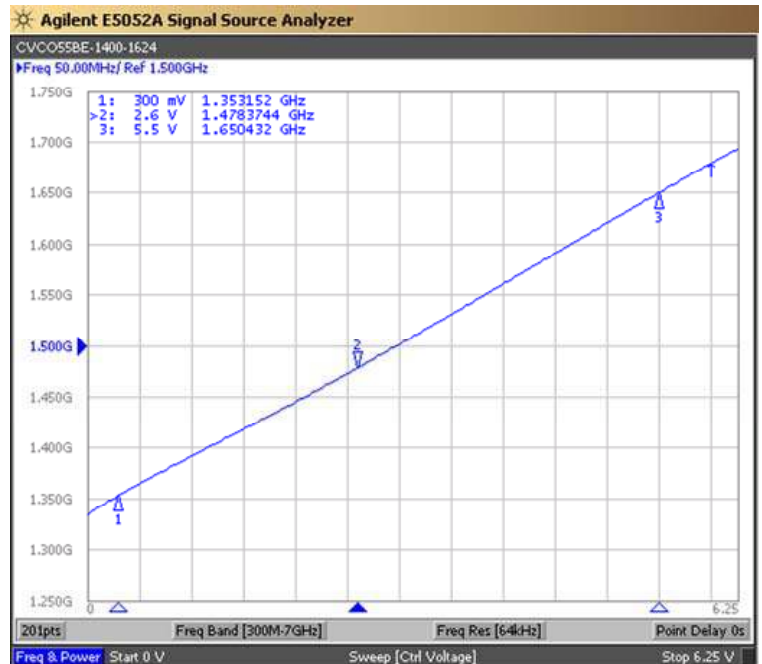 Agilent E5052A Signal Source Analyzer
CVCO55BE-1400-1624
▶Freq 50.00MHz/ Ref 1.500GHz
1.750G
1: 300 mV 1.353152 GHz
>2: 2.6 V 1.4783744 GHz
3: 5.5 V 1.650432 GHz
1.700G
1.650G
3
1.600G
1.550G
1.500G
2
1.450G
1.400G
1.350G
1
1.300G
1.250G
0 6.25
201pts Freq Band [300M-7GHz] Freq Res [64kHz] Point Delay 0s
Freq & Power Start 0 V Sweep [Ctrl Voltage] Stop 6.25 V